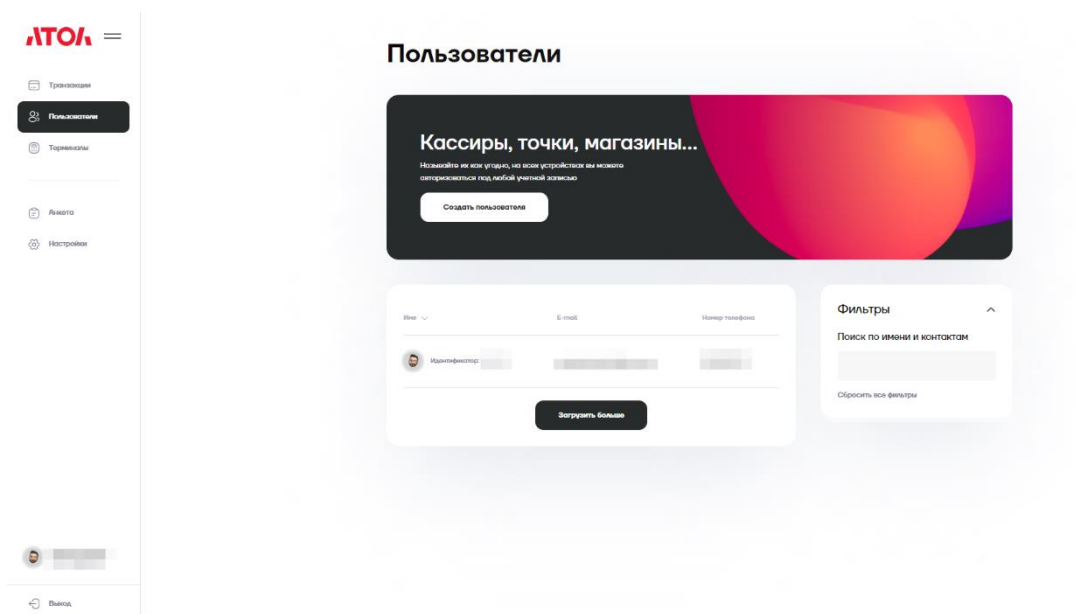 АТОЛ
Транзакции
Пользователи
Терминалы
Анкета
Настройки
Выход
Пользователи
Кассиры, точки, магазины...
Называйте их как угодно, на всех устройствах вы можете
авторизоваться под любой учетной записью
Создать пользователя
Имя
E-mail
Номер телефона
Идентификатор:
Загрузить больше
Фильтры
Поиск по имени и контактам
Сбросить все фильтры